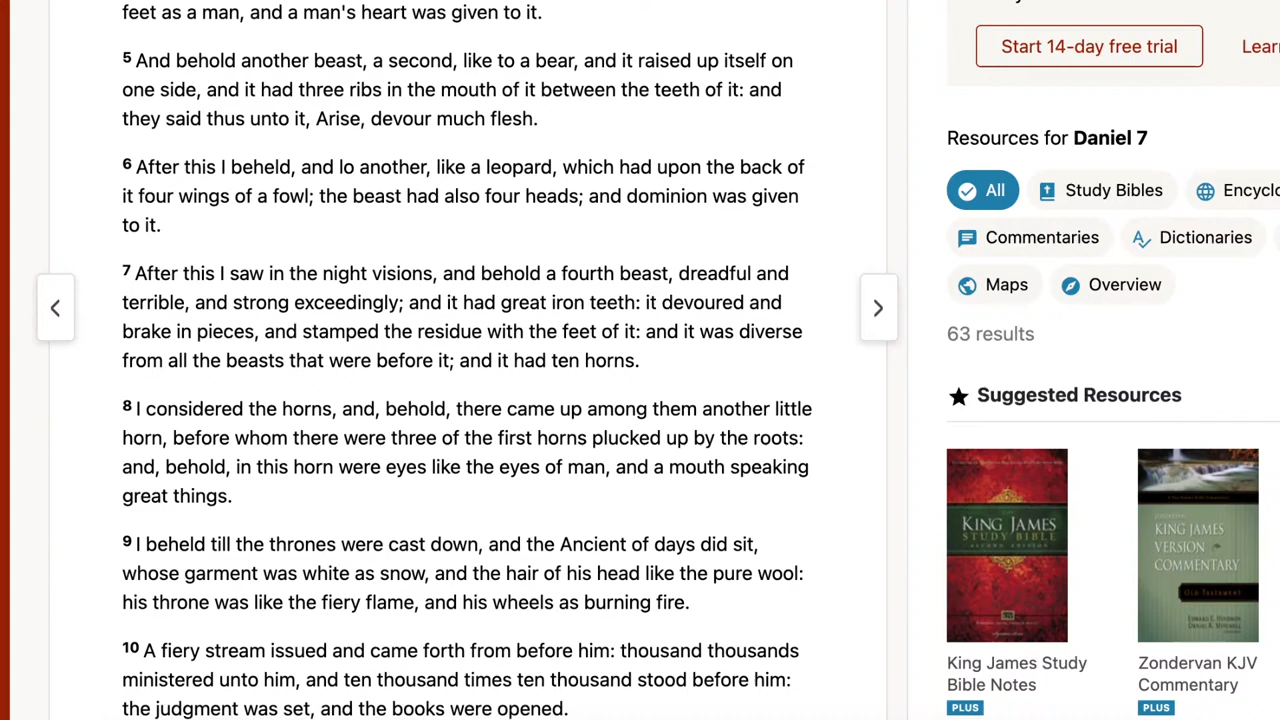 feet as a man, and a man's heart was given to it.
5 And behold another beast, a second, like to a bear, and it raised up itself on
one side, and it had three ribs in the mouth of it between the teeth of it: and
they said thus unto it, Arise, devour much flesh.
6 After this I beheld, and lo another, like a leopard, which had upon the back of
it four wings of a fowl; the beast had also four heads; and dominion was given
to it.
7 After this I saw in the night visions, and behold a fourth beast, dreadful and
terrible, and strong exceedingly; and it had great iron teeth: it devoured and
brake in pieces, and stamped the residue with the feet of it: and it was diverse
from all the beasts that were before it; and it had ten horns.
8 I considered the horns, and, behold, there came up among them another little
horn, before whom there were three of the first horns plucked up by the roots:
and, behold, in this horn were eyes like the eyes of man, and a mouth speaking
great things.
9 I beheld till the thrones were cast down, and the Ancient of days did sit,
whose garment was white as snow, and the hair of his head like the pure wool:
his throne was like the fiery flame, and his wheels as burning fire.
10 A fiery stream issued and came forth from before him: thousand thousands
ministered unto him, and ten thousand times ten thousand stood before him:
the judgment was set, and the books were opened.
Start 14-day free trial
Lear
Resources for Daniel 7
All
Study Bibles
Encyclo
Commentaries
Dictionaries
Maps
Overview
63 results
Suggested Resources
KING JAMES
STUDY BIBLE
SECOND EDITION
KING JAMES
VERSION
COMMENTARY
OLD TESTAMENT
King James Study
Bible Notes
PLUS
Zondervan KJV
Commentary
PLUS